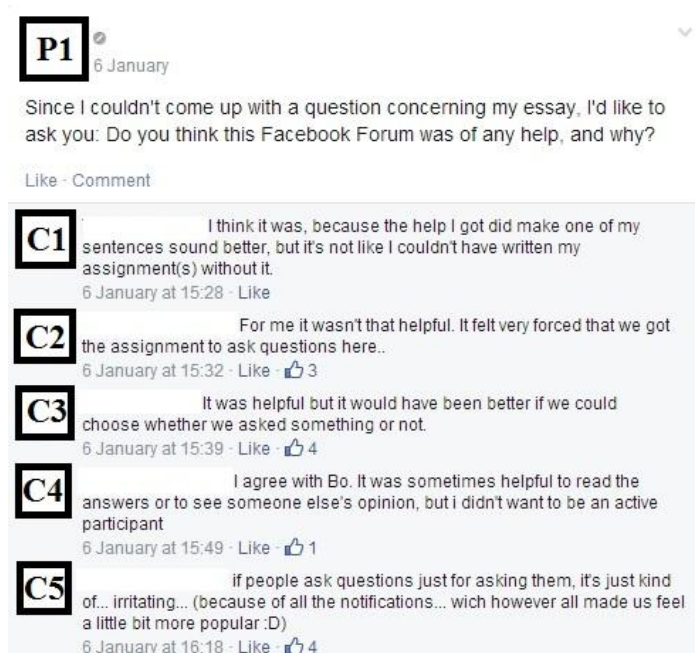 P1
6 January
Since I couldn't come up with a question concerning my essay, I'd like to
ask you: Do you think this Facebook Forum was of any help, and why?
Like · Comment
C1
I think it was, because the help I got did make one of my
sentences sound better, but it's not like I couldn't have written my
assignment(s) without it.
6 January at 15:28 · Like
C2
For me it wasn't that helpful. It felt very forced that we got
the assignment to ask questions here..
6 January at 15:32 · Like · 3
C3
It was helpful but it would have been better if we could
choose whether we asked something or not.
6 January at 15:39 · Like · 4
C4
I agree with Bo. It was sometimes helpful to read the
answers or to see someone else's opinion, but i didn't want to be an active
participant
6 January at 15:49 · Like · 1
C5
if people ask questions just for asking them, it's just kind
of... irritating... (because of all the notifications... wich however all made us feel
a little bit more popular :D)
6 January at 16:18 · Like · 4